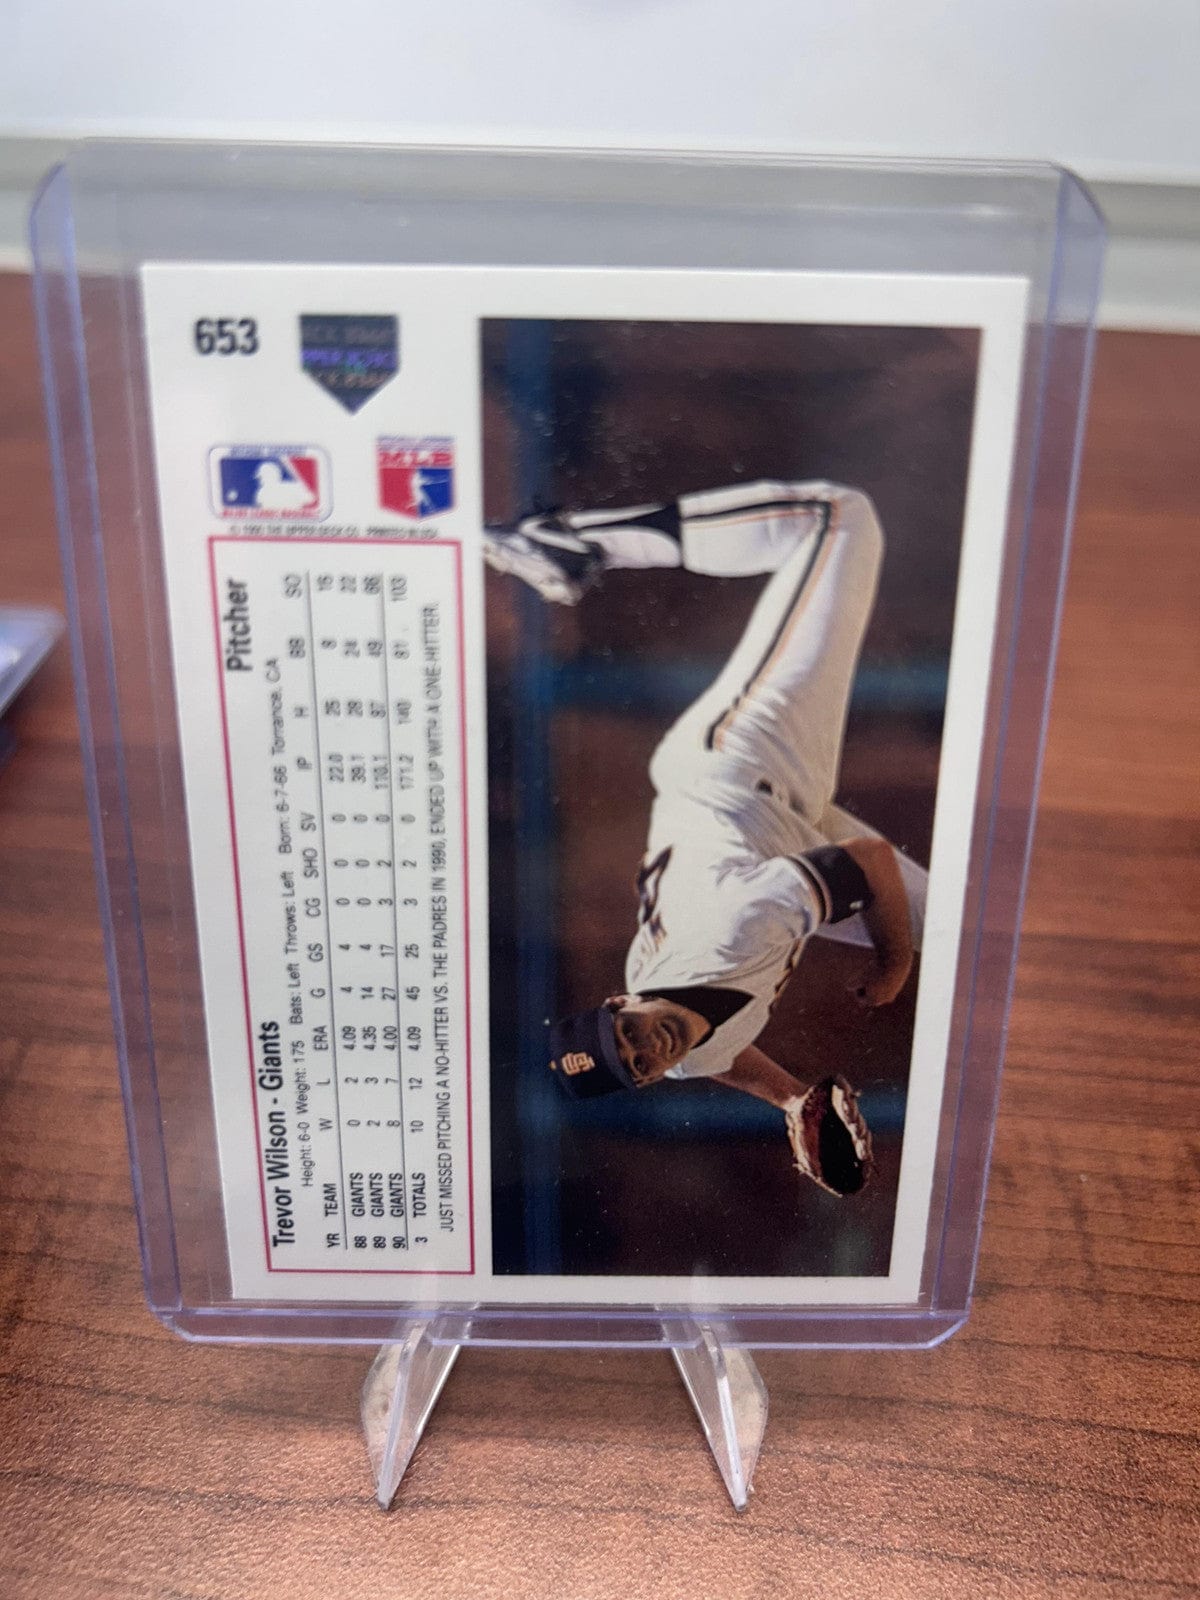 653
MLB
Trevor Wilson - Giants Pitcher
Height: 6-0 Weight: 175 Bats: Left Throws: Left Born: 6-7-66 Torrance, CA
YR TEAM W L ERA G GS CG SHO SV IP H BB SO
88 GIANTS 0 2 4.09 4 4 0 0 0 22.0 25 8 15
89 GIANTS 2 3 4.35 14 4 0 0 0 39.1 28 24 22
90 GIANTS 8 7 4.00 27 17 3 2 0 110.1 87 49 66
3 TOTALS 10 12 4.09 45 25 3 2 0 171.2 140 81 103
JUST MISSED PITCHING A NO-HITTER VS. THE PADRES IN 1990, ENDED UP WITH A ONE-HITTER.
SF